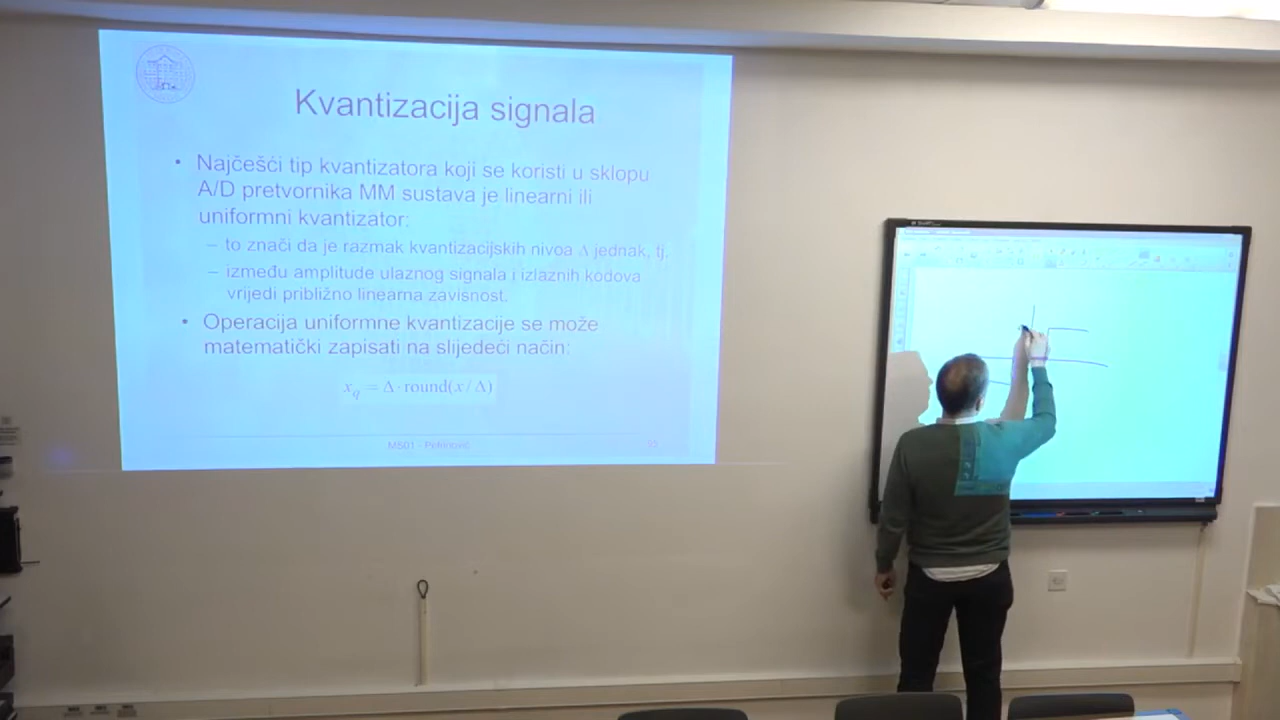 Kvantizacija signala
• Najčešći tip kvantizatora koji se koristi u sklopu
A/D pretvornika MM sustava je linearni ili
uniformni kvantizator:
– to znači da je razmak kvantizacijskih nivoa Δ jednak, tj.
– između amplitude ulaznog signala i izlaznih kodova
vrijedi približno linearna zavisnost.
• Operacija uniformne kvantizacije se može
matematički zapisati na slijedeći način:
x_q = Δ · round(x / Δ)
MS01 - Petrinović